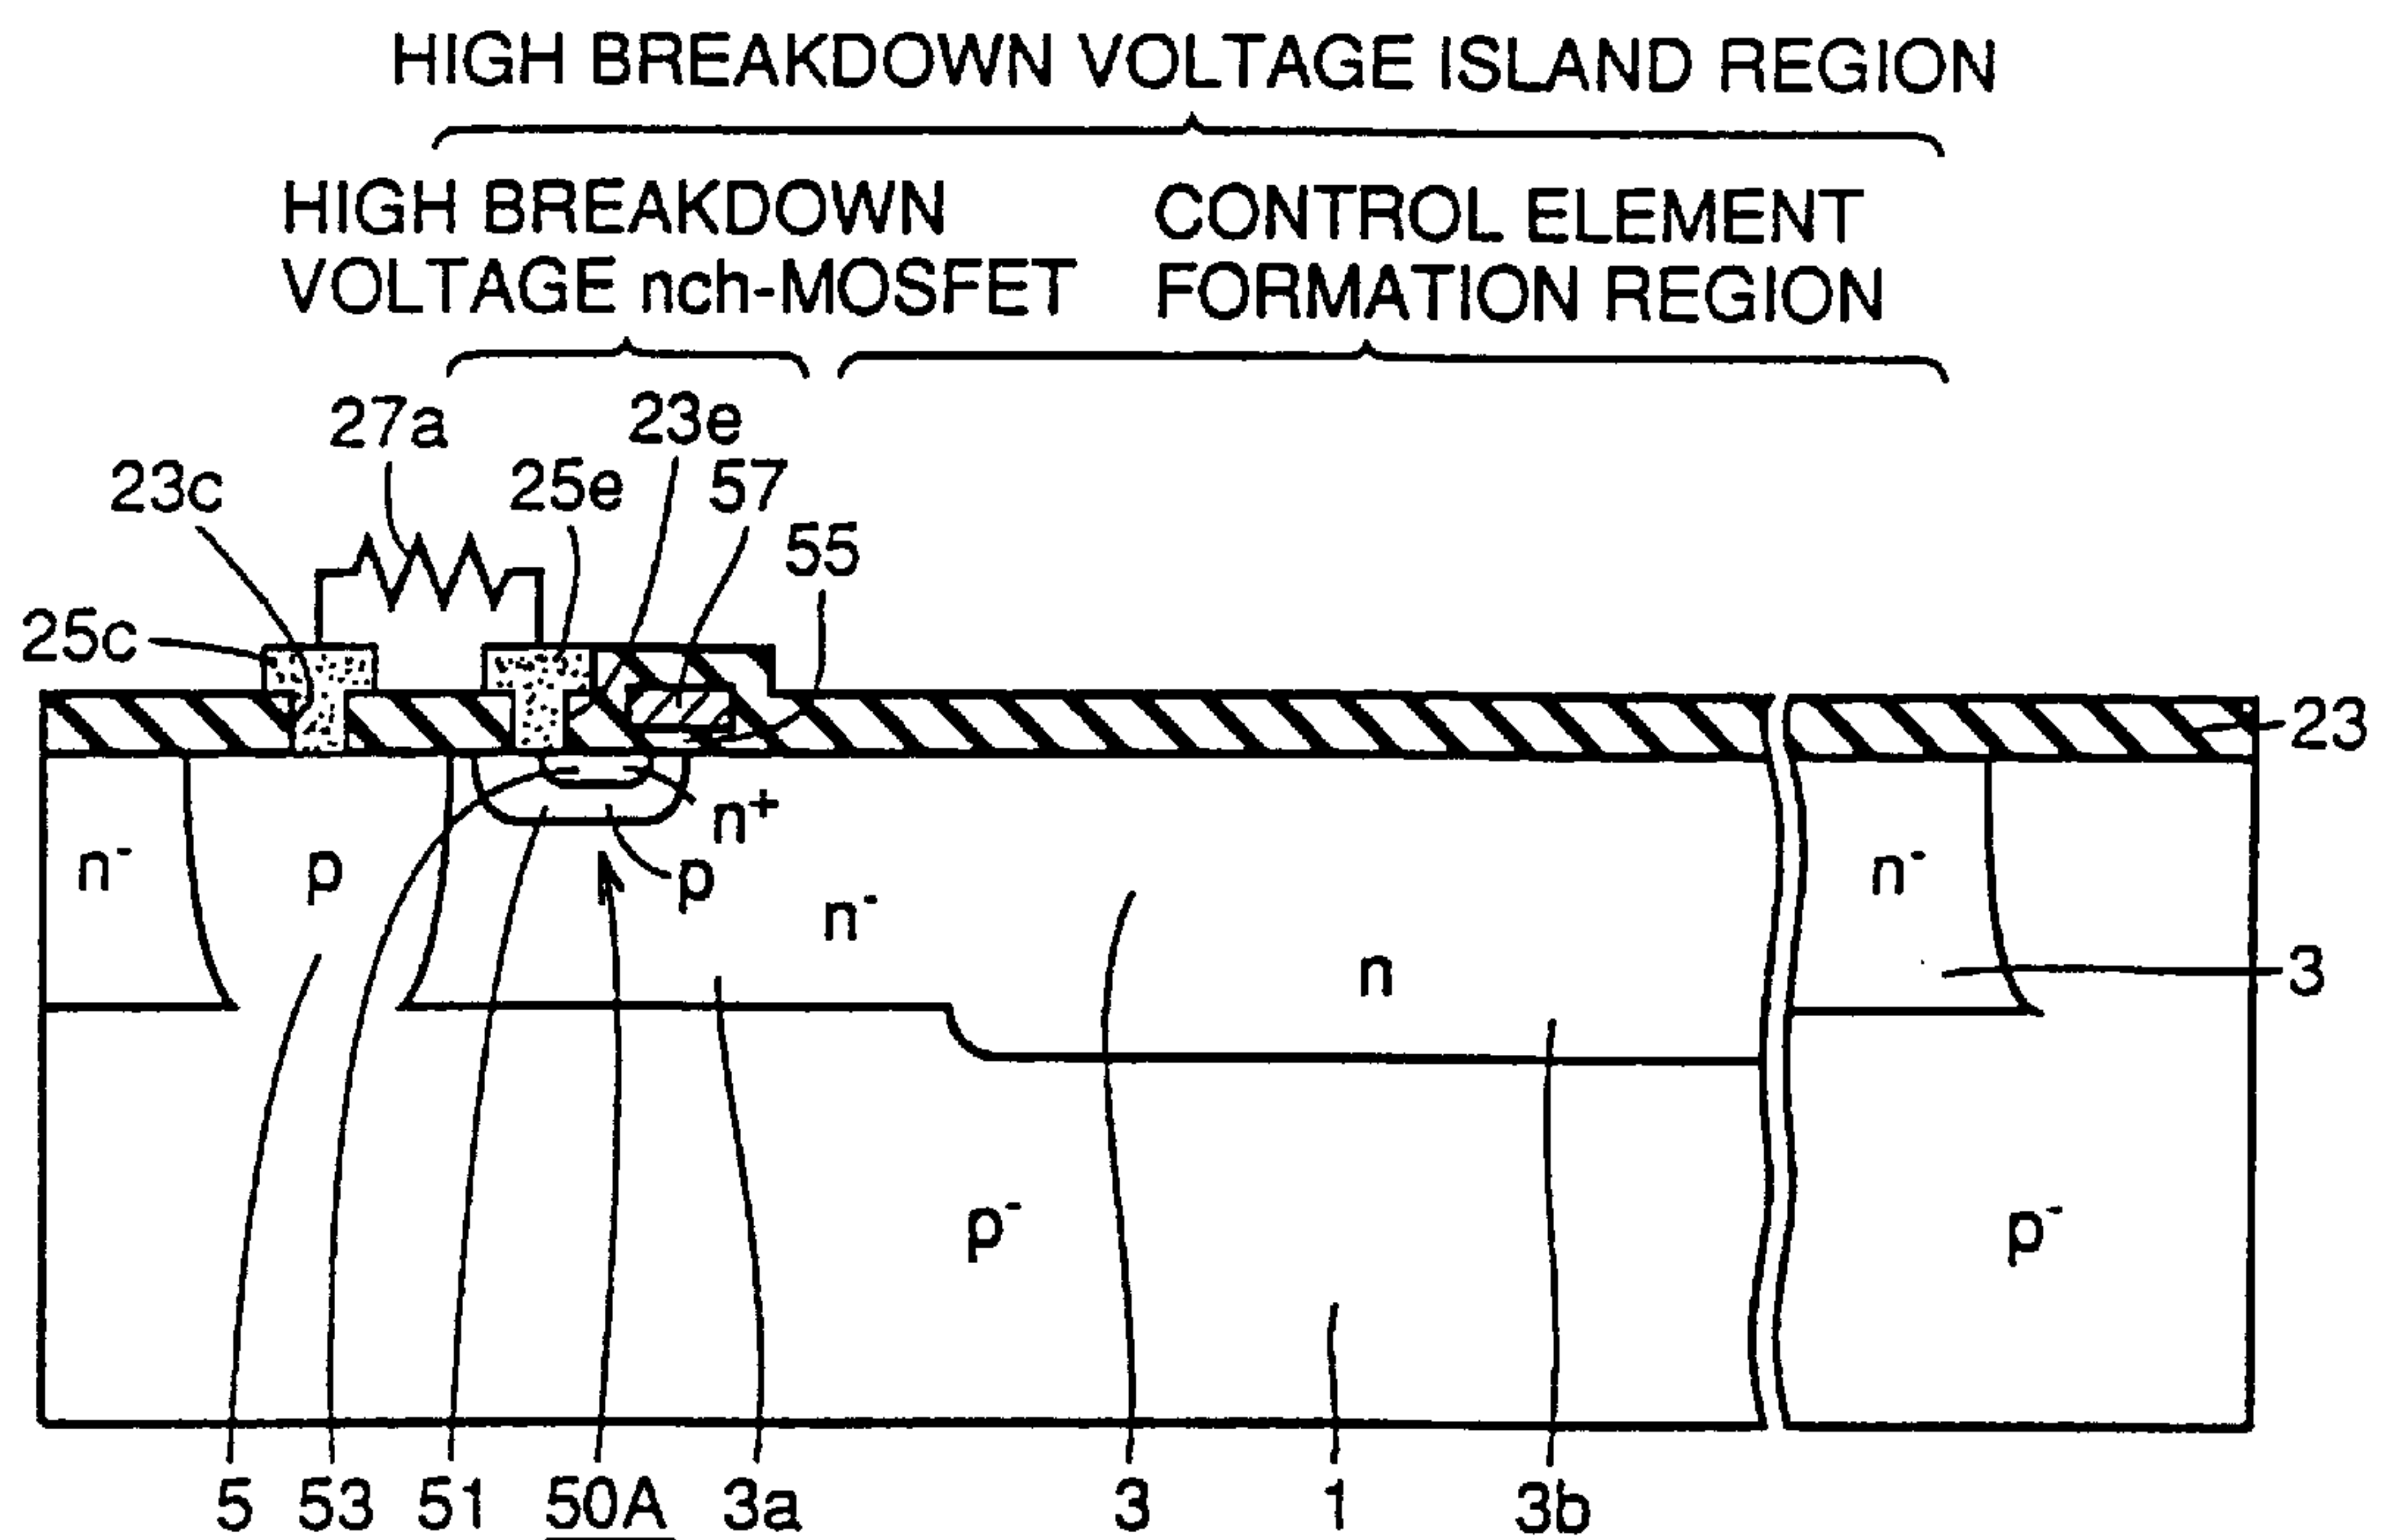 HIGH BREAKDOWN VOLTAGE ISLAND REGION
HIGH BREAKDOWN
VOLTAGE nch-MOSFET
CONTROL ELEMENT
FORMATION REGION
27a
23e
23c
25e
57
55
25c
23
n+
n-
p
p
n-
n-
n
3
p-
p-
5
53
51
50A
3a
3
1
3b